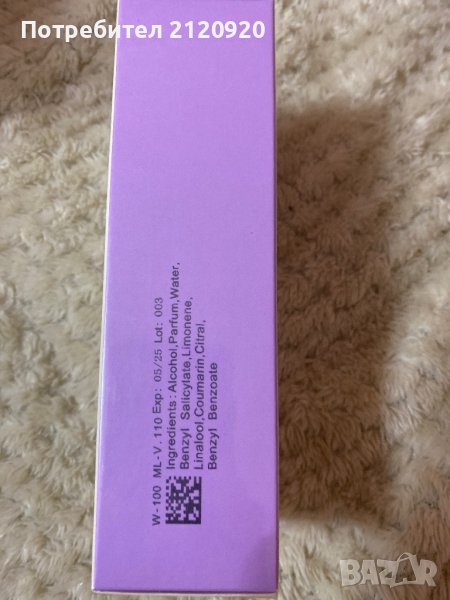 Потребител 2120920
W-100 ML-V.110 Exp: 05/25 Lot: 003
Ingredients:Alcohol,Parfum,Water,
Benzyl Salicylate,Limonene,
Linalool,Coumarin,Citral,
Benzyl Benzoate
BAZAR